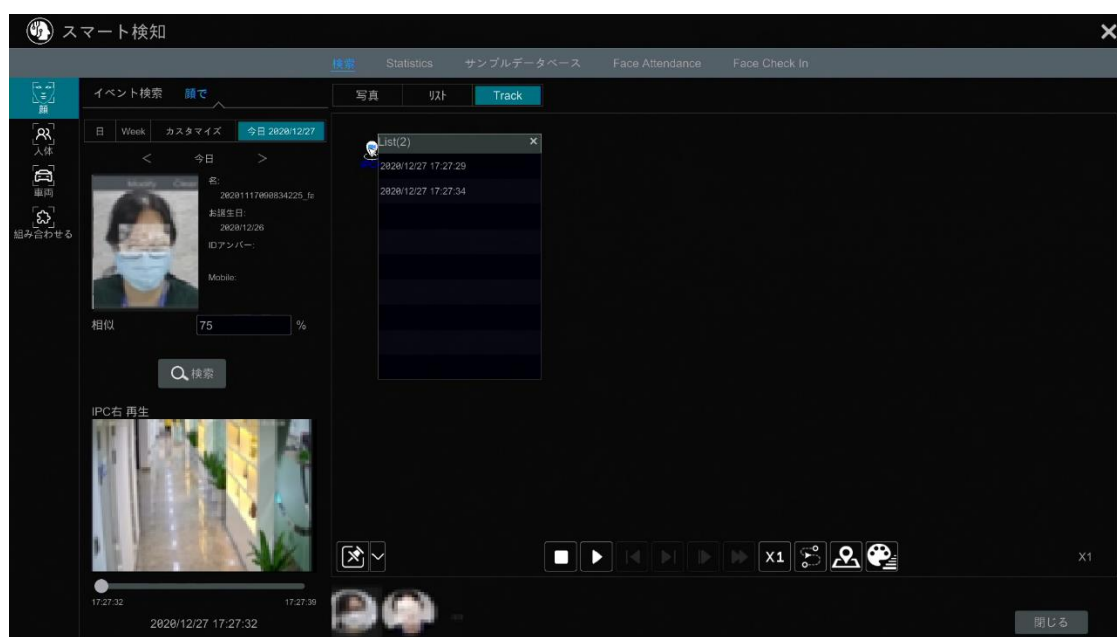 スマート検知
検索 Statistics サンプルデータベース Face Attendance Face Check In
顔
人体
車両
組み合わせる
イベント検索 顔で
日 Week カスタマイズ 今日 2020/12/27
< 今日 >
Modify Clean
名:
20201117090834225_fa
お誕生日:
2020/12/26
IDアンバー:
Mobile:
相似 75 %
検索
IPC右 再生
17:27:32 17:27:39
2020/12/27 17:27:32
写真 リスト Track
List(2) ×
2020/12/27 17:27:29
2020/12/27 17:27:34
X1
X1
閉じる